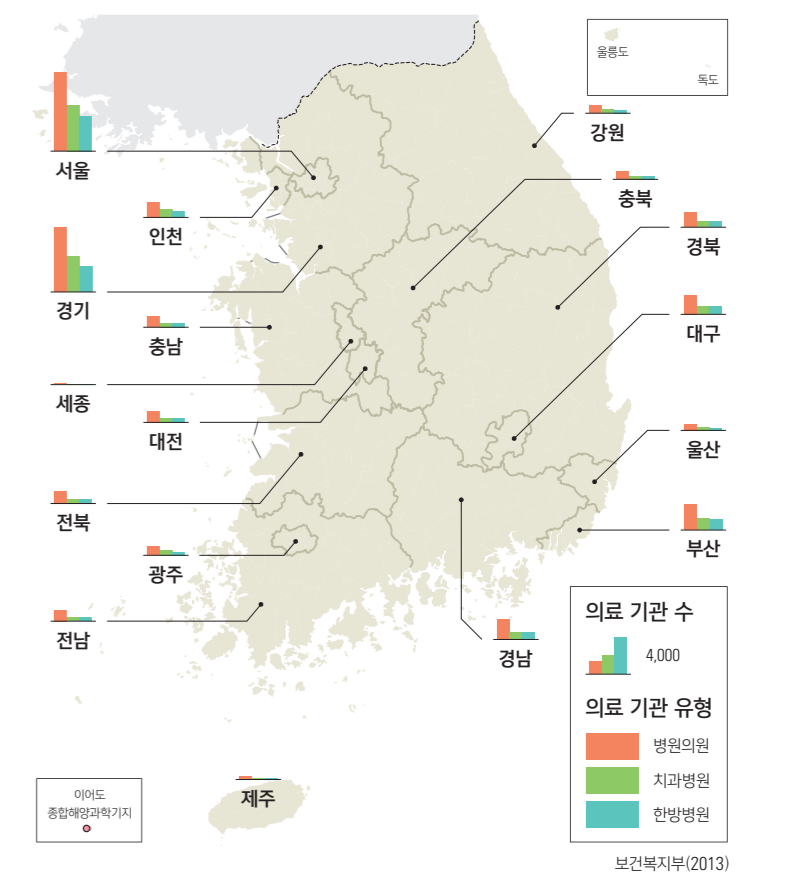 울릉도
독도
강원
서울
충북
인천
경북
경기
대구
충남
세종
대전
울산
전북
부산
광주
전남
경남
의료 기관 수
4,000
의료 기관 유형
병원의원
치과병원
한방병원
제주
이어도
종합해양과학기지
보건복지부(2013)